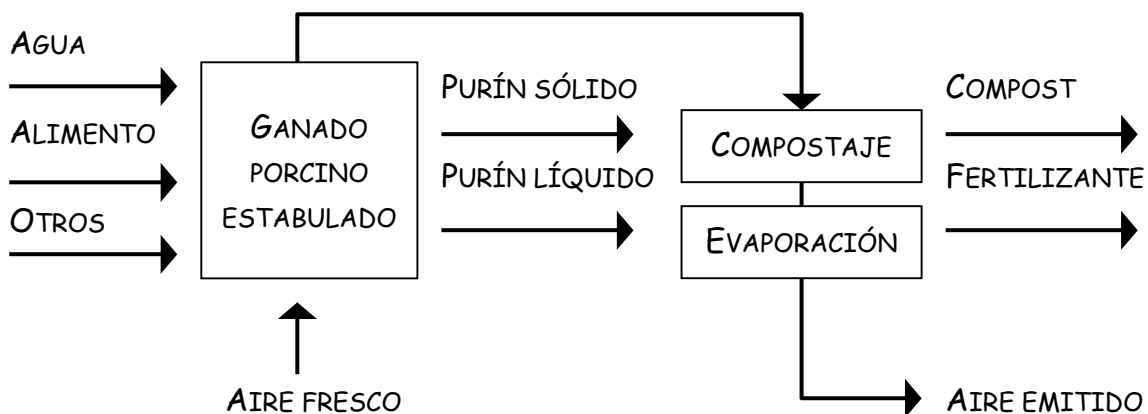 AGUA
ALIMENTO
OTROS
GANADO
PORCINO
ESTABULADO
AIRE FRESCO
PURÍN SÓLIDO
PURÍN LÍQUIDO
COMPOSTAJE
EVAPORACIÓN
COMPOST
FERTILIZANTE
AIRE EMITIDO